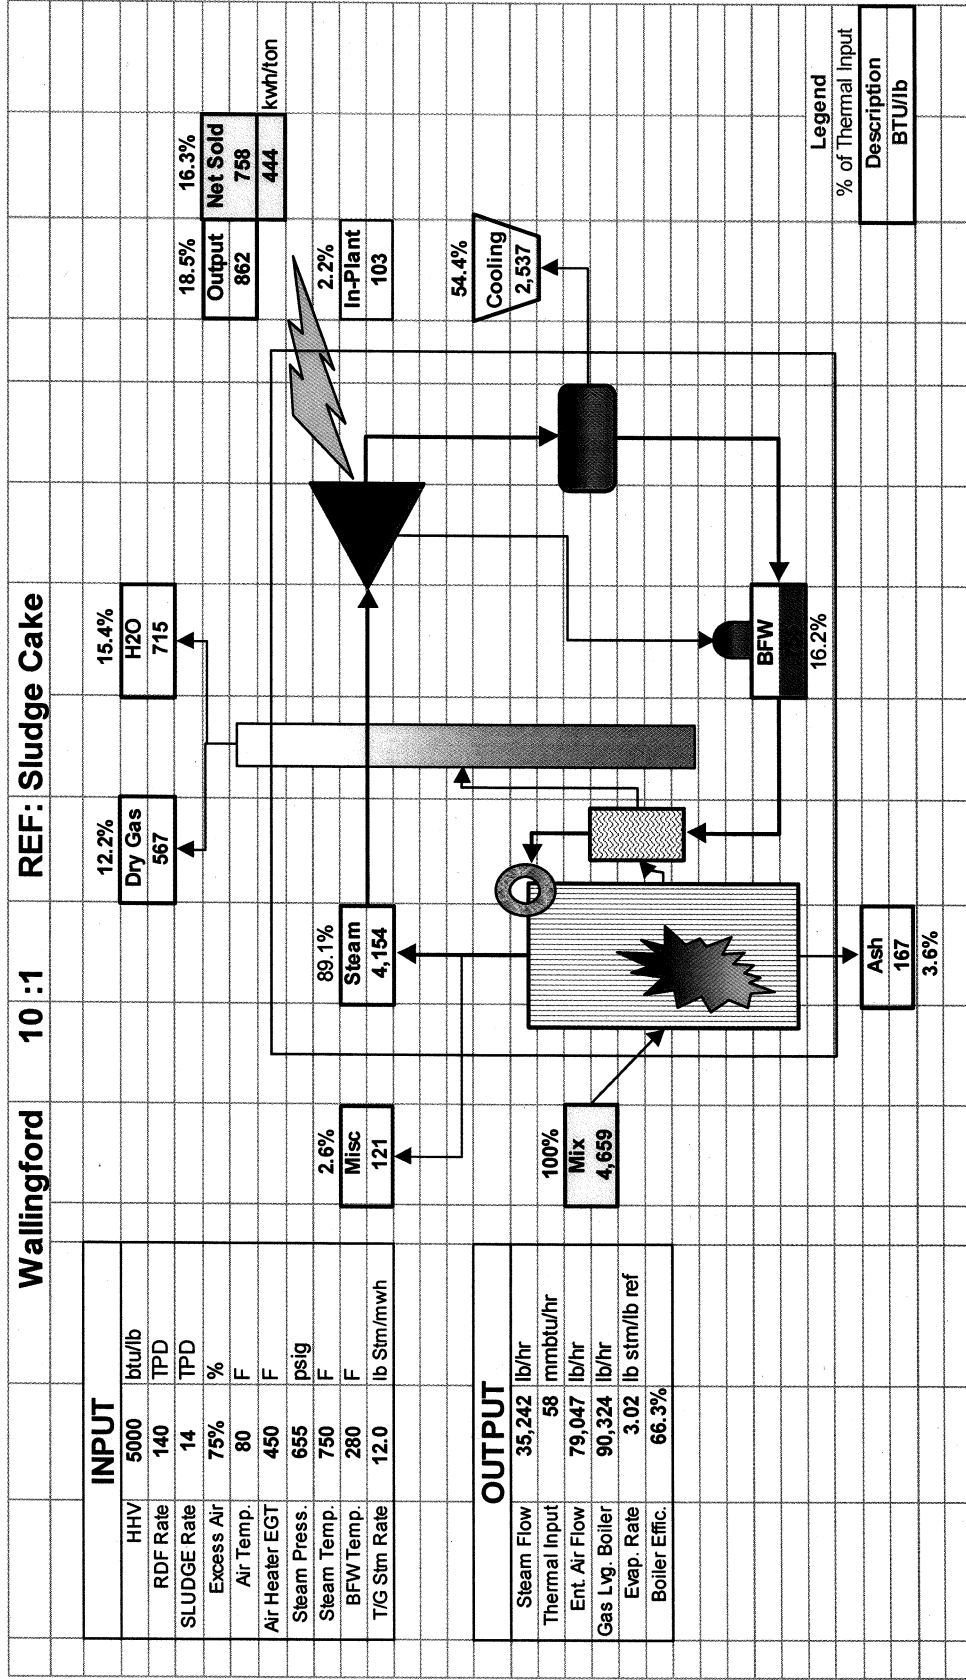 Wallingford 10 :1 REF: Sludge Cake
INPUT
HHV 5000 btu/lb
RDF Rate 140 TPD
SLUDGE Rate 14 TPD
Excess Air 75% %
Air Temp. 80 F
Air Heater EGT 450 F
Steam Press. 655 psig
Steam Temp. 750 F
BFW Temp. 280 F
T/G Stm Rate 12.0 lb Stm/mwh
OUTPUT
Steam Flow 35,242 lb/hr
Thermal Input 58 mmbtu/hr
Ent. Air Flow 79,047 lb/hr
Gas Lvg. Boiler 90,324 lb/hr
Evap. Rate 3.02 lb stm/lb ref
Boiler Effic. 66.3%
2.6%
Misc
121
100%
Mix
4,659
89.1%
Steam
4,154
Ash
167
3.6%
12.2%
Dry Gas
567
15.4%
H2O
715
BFW
16.2%
18.5%
Output
862
16.3%
Net Sold
758
444 kwh/ton
2.2%
In-Plant
103
54.4%
Cooling
2,537
Legend
% of Thermal Input
Description
BTU/lb